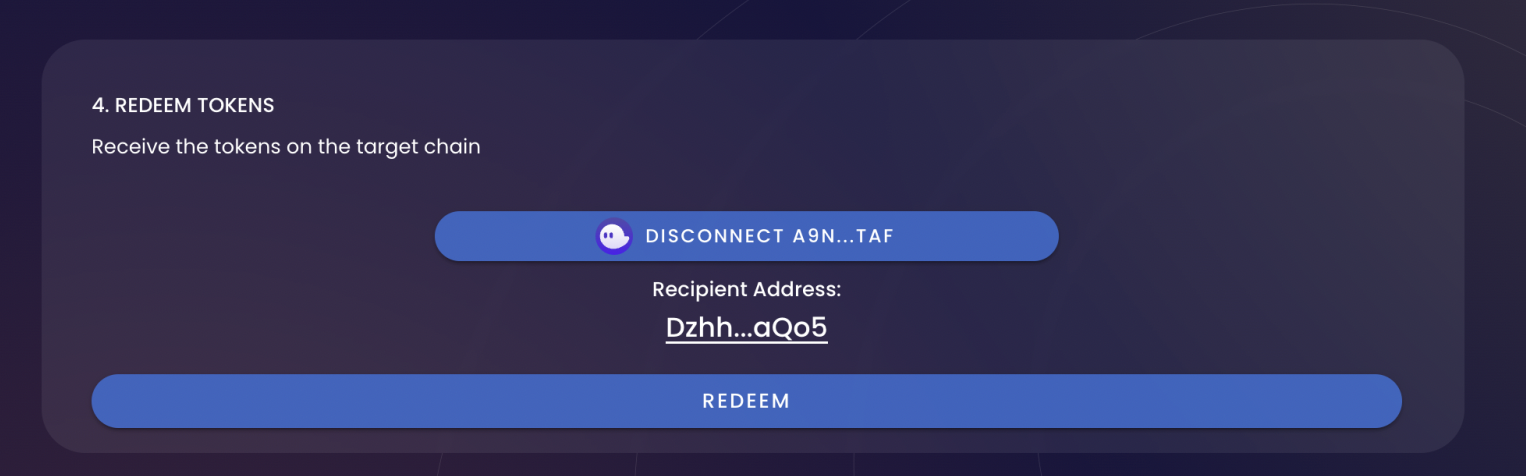 4. REDEEM TOKENS
Receive the tokens on the target chain
DISCONNECT A9N...TAF
Recipient Address:
Dzhh...aQo5
REDEEM